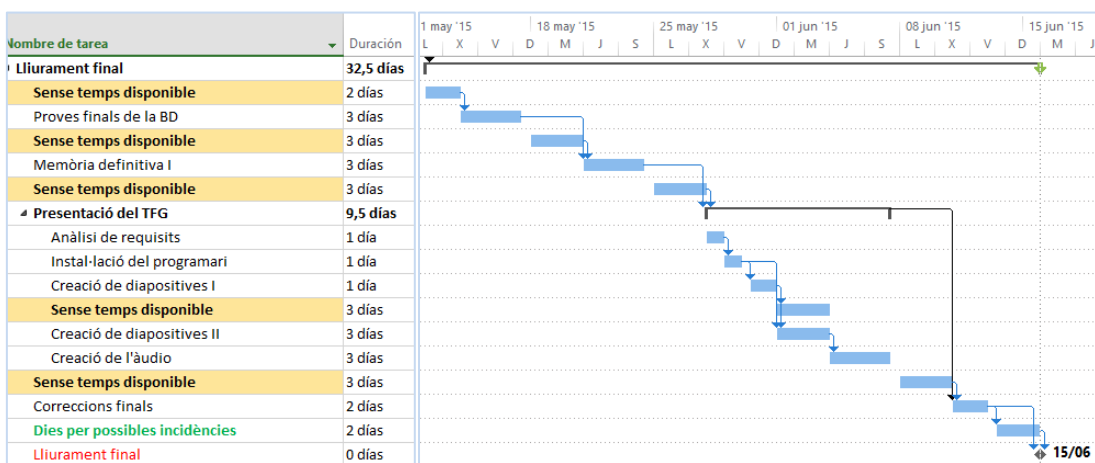 1 may '15 18 may '15 25 may '15 01 jun '15 08 jun '15 15 jun '15
Nombre de tarea Duración L X V D M J S L X V D M J S L X V D M J
Lliurament final 32,5 días
Sense temps disponible 2 días
Proves finals de la BD 3 días
Sense temps disponible 3 días
Memòria definitiva I 3 días
Sense temps disponible 3 días
Presentació del TFG 9,5 días
Anàlisi de requisits 1 día
Instal·lació del programari 1 día
Creació de diapositives I 1 día
Sense temps disponible 3 días
Creació de diapositives II 3 días
Creació de l'àudio 3 días
Sense temps disponible 3 días
Correccions finals 2 días
Dies per possibles incidències 2 días
Lliurament final 0 días 15/06